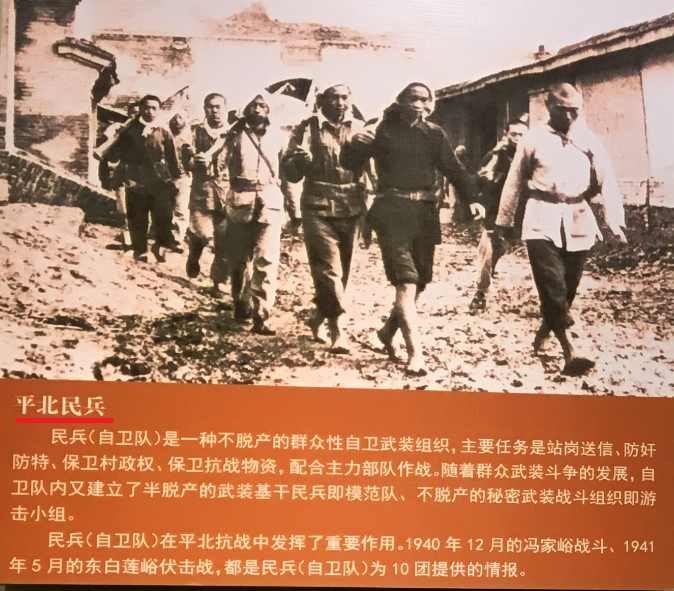 平北民兵
民兵(自卫队)是一种不脱产的群众性自卫武装组织,主要任务是站岗送信、防奸
防特、保卫村政权、保卫抗战物资,配合主力部队作战。随着群众武装斗争的发展,自
卫队内又建立了半脱产的武装基干民兵即模范队、不脱产的秘密武装战斗组织即游
击小组。
民兵(自卫队)在平北抗战中发挥了重要作用。1940 年 12 月的冯家峪战斗、1941
年 5 月的东白莲峪伏击战,都是民兵(自卫队)为 10 团提供的情报。